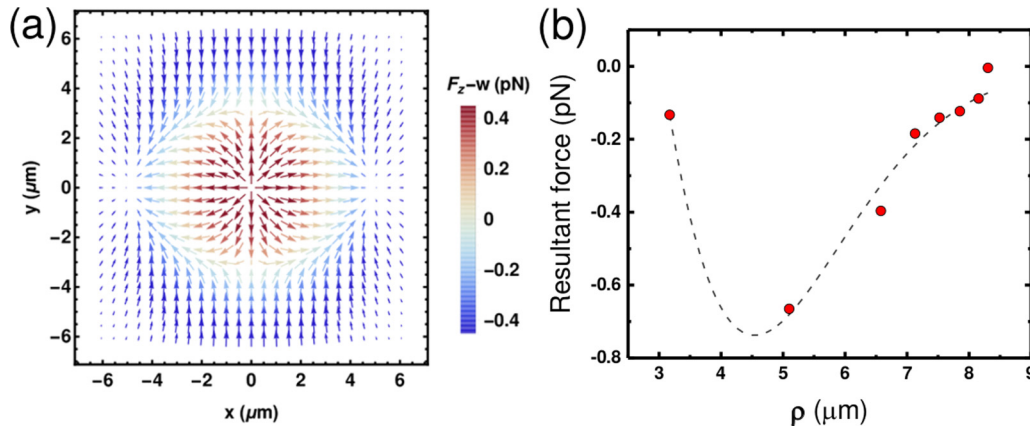 (a)
F_z-w (pN)
0.4
0.2
0
-0.2
-0.4
y (μm)
6
4
2
0
-2
-4
-6
-6 -4 -2 0 2 4 6
x (μm)
(b)
Resultant force (pN)
0.0
-0.2
-0.4
-0.6
-0.8
3 4 5 6 7 8 9
ρ (μm)